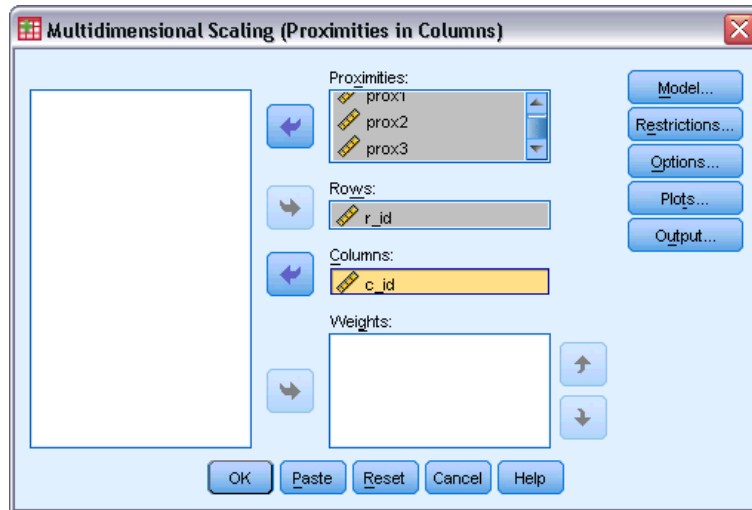 Multidimensional Scaling (Proximities in Columns)
Proximities:
prox1
prox2
prox3
Rows:
r_id
Columns:
c_id
Weights:
Model...
Restrictions...
Options...
Plots...
Output...
OK
Paste
Reset
Cancel
Help